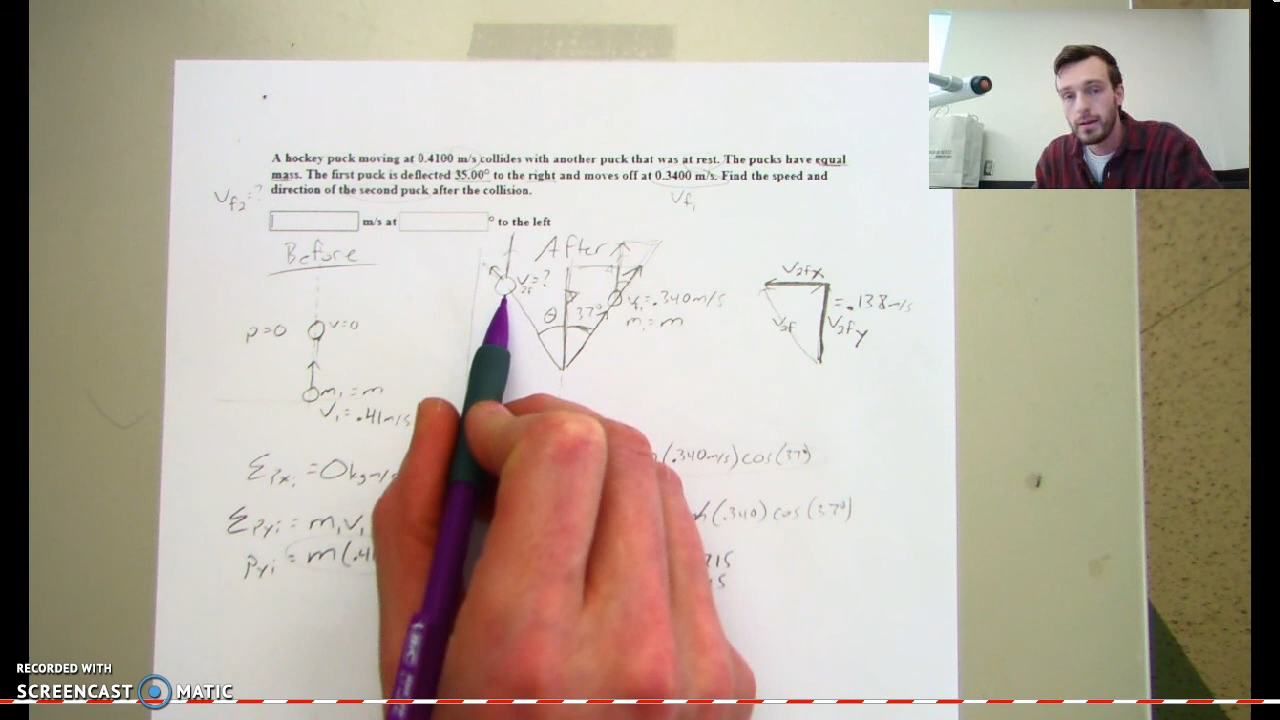 A hockey puck moving at 0.4100 m/s collides with another puck that was at rest. The pucks have equal
mass. The first puck is deflected 35.00° to the right and moves off at 0.3400 m/s. Find the speed and
direction of the second puck after the collision.
Vf2 = ?
Vf1
m/s at ° to the left
Before
After
p=0
v=0
m1 = m
V1 = .41m/s
V2f = ?
θ
37°
Vf1 = .340m/s
m1 = m
V2fx
= .138 m/s
V2f
V2fy
ΣPxi = 0kgm/s
ΣPyi = m1V1
Pyi = m(.41
(.340m/s)cos(37°)
(.340)cos(37°)
RECORDED WITH
SCREENCAST MATIC